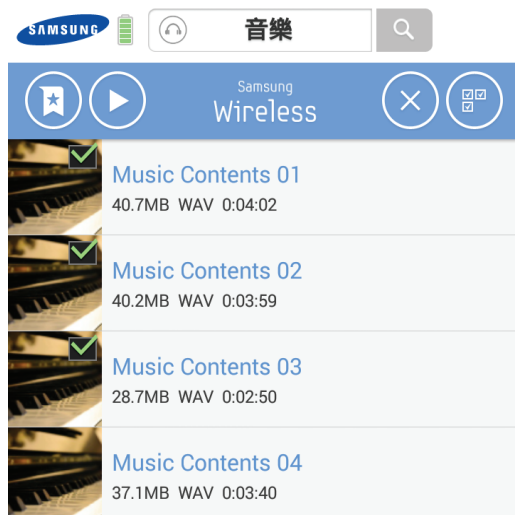 SAMSUNG
音樂
Samsung
Wireless
Music Contents 01
40.7MB WAV 0:04:02
Music Contents 02
40.2MB WAV 0:03:59
Music Contents 03
28.7MB WAV 0:02:50
Music Contents 04
37.1MB WAV 0:03:40